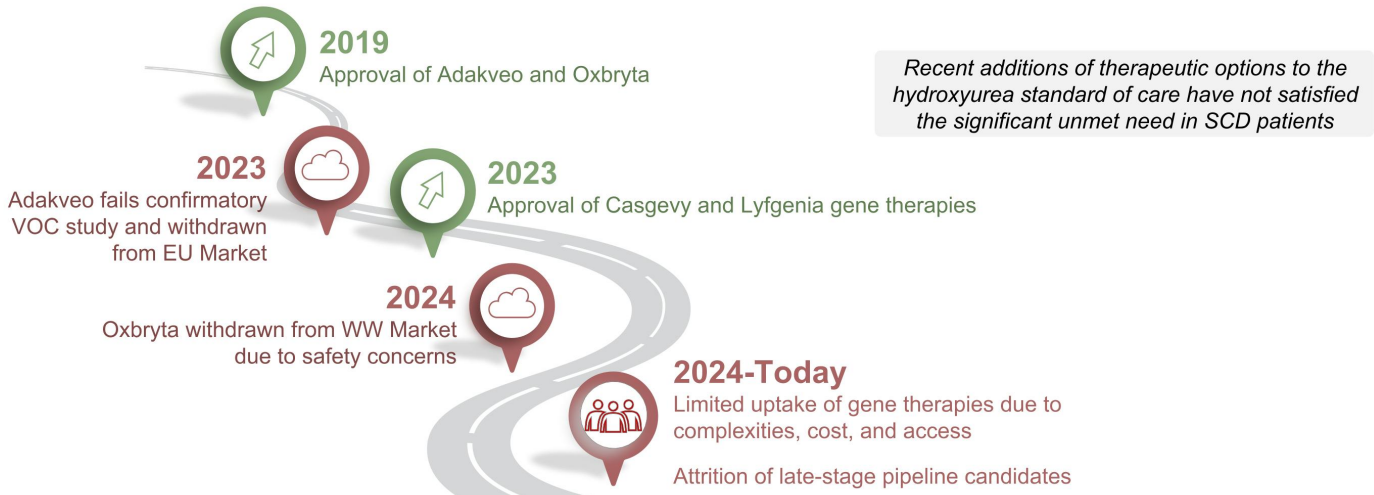 2019
Approval of Adakveo and Oxbryta
Recent additions of therapeutic options to the
hydroxyurea standard of care have not satisfied
the significant unmet need in SCD patients
2023
Adakveo fails confirmatory
VOC study and withdrawn
from EU Market
2023
Approval of Casgevy and Lyfgenia gene therapies
2024
Oxbryta withdrawn from WW Market
due to safety concerns
2024-Today
Limited uptake of gene therapies due to
complexities, cost, and access
Attrition of late-stage pipeline candidates